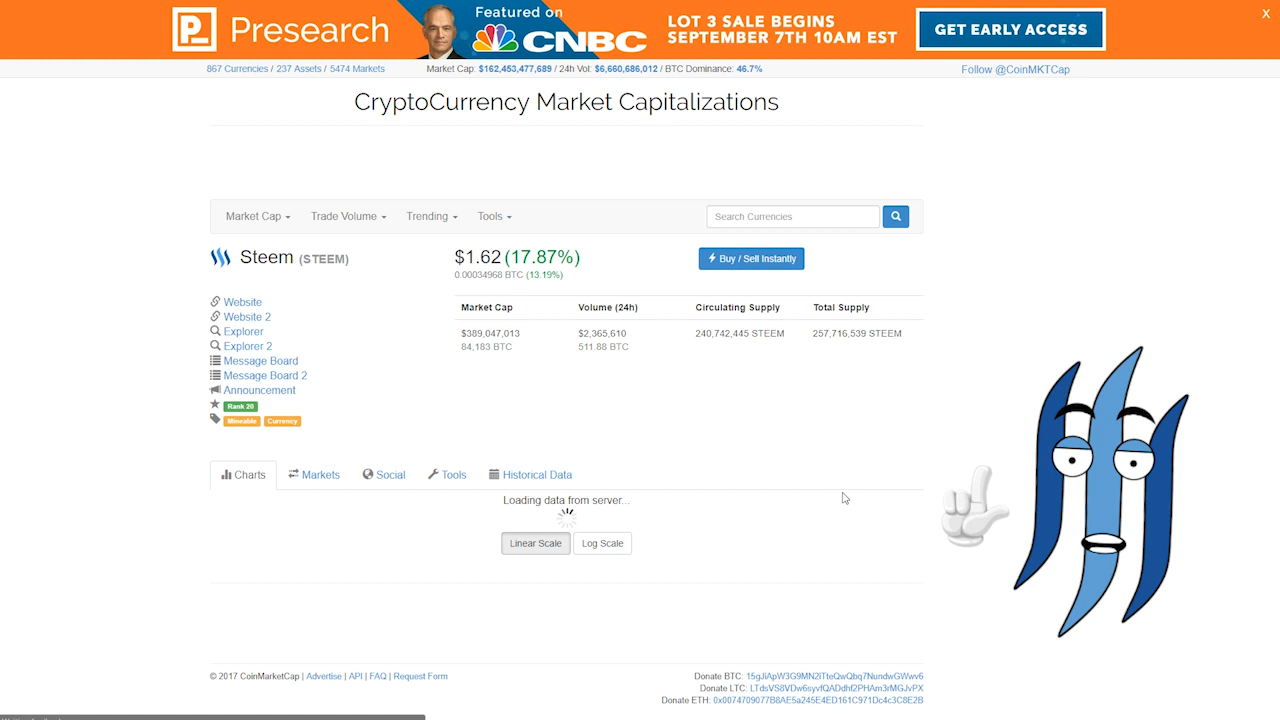 Presearch
Featured on
CNBC
LOT 3 SALE BEGINS
SEPTEMBER 7TH 10AM EST
GET EARLY ACCESS
X
867 Currencies / 237 Assets / 5474 Markets
Market Cap: $162,453,477,689 / 24h Vol: $6,660,686,012 / BTC Dominance: 46.7%
Follow @CoinMKTCap
CryptoCurrency Market Capitalizations
Market Cap
Trade Volume
Trending
Tools
Search Currencies
Steem (STEEM)
$1.62 (17.87%)
0.00034968 BTC (13.19%)
Buy / Sell Instantly
Website
Website 2
Explorer
Explorer 2
Message Board
Message Board 2
Announcement
Rank 20
Mineable Currency
Market Cap Volume (24h) Circulating Supply Total Supply
$389,047,013 $2,365,610 240,742,445 STEEM 257,716,539 STEEM
84,183 BTC 511.88 BTC
Charts Markets Social Tools Historical Data
Loading data from server...
Linear Scale Log Scale
© 2017 CoinMarketCap | Advertise | API | FAQ | Request Form
Donate BTC: 15gJiApW3G9MN2iTteQwQbq7NundwGWwv6
Donate LTC: LTdsVS8VDw6syvfQADdhf2PHAm3rMGJvPX
Donate ETH: 0x0074709077B8AE5a245E4ED161C971Dc4c3C8E2B